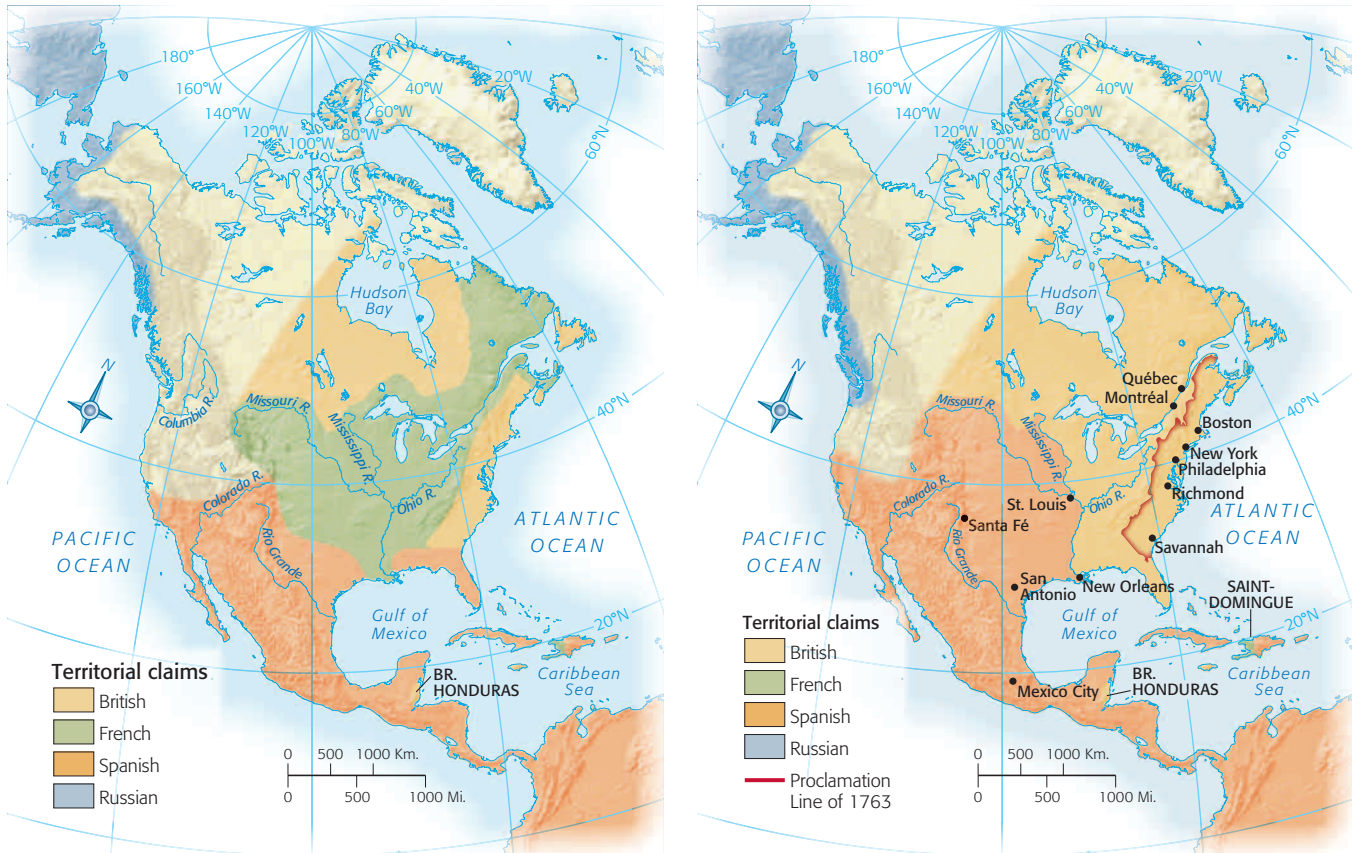 180°
160°W
140°W
120°W
100°W
80°W
60°W
40°W
20°W
60°N
Hudson
Bay
40°N
Columbia R.
Missouri R.
Mississippi R.
Ohio R.
Colorado R.
Rio Grande
PACIFIC
OCEAN
ATLANTIC
OCEAN
Gulf of
Mexico
20°N
BR.
HONDURAS
Caribbean
Sea
Territorial claims
British
French
Spanish
Russian
0 500 1000 Km.
0 500 1000 Mi.
N
180°
160°W
140°W
120°W
100°W
80°W
60°W
40°W
20°W
60°N
Hudson
Bay
40°N
Québec
Montréal
Boston
New York
Philadelphia
Richmond
Savannah
Missouri R.
Mississippi R.
Ohio R.
St. Louis
Colorado R.
Santa Fé
Rio Grande
San
Antonio
New Orleans
PACIFIC
OCEAN
ATLANTIC
OCEAN
Gulf of
Mexico
SAINT-
DOMINGUE
20°N
Caribbean
Sea
BR.
HONDURAS
Mexico City
Territorial claims
British
French
Spanish
Russian
Proclamation
Line of 1763
0 500 1000 Km.
0 500 1000 Mi.
N